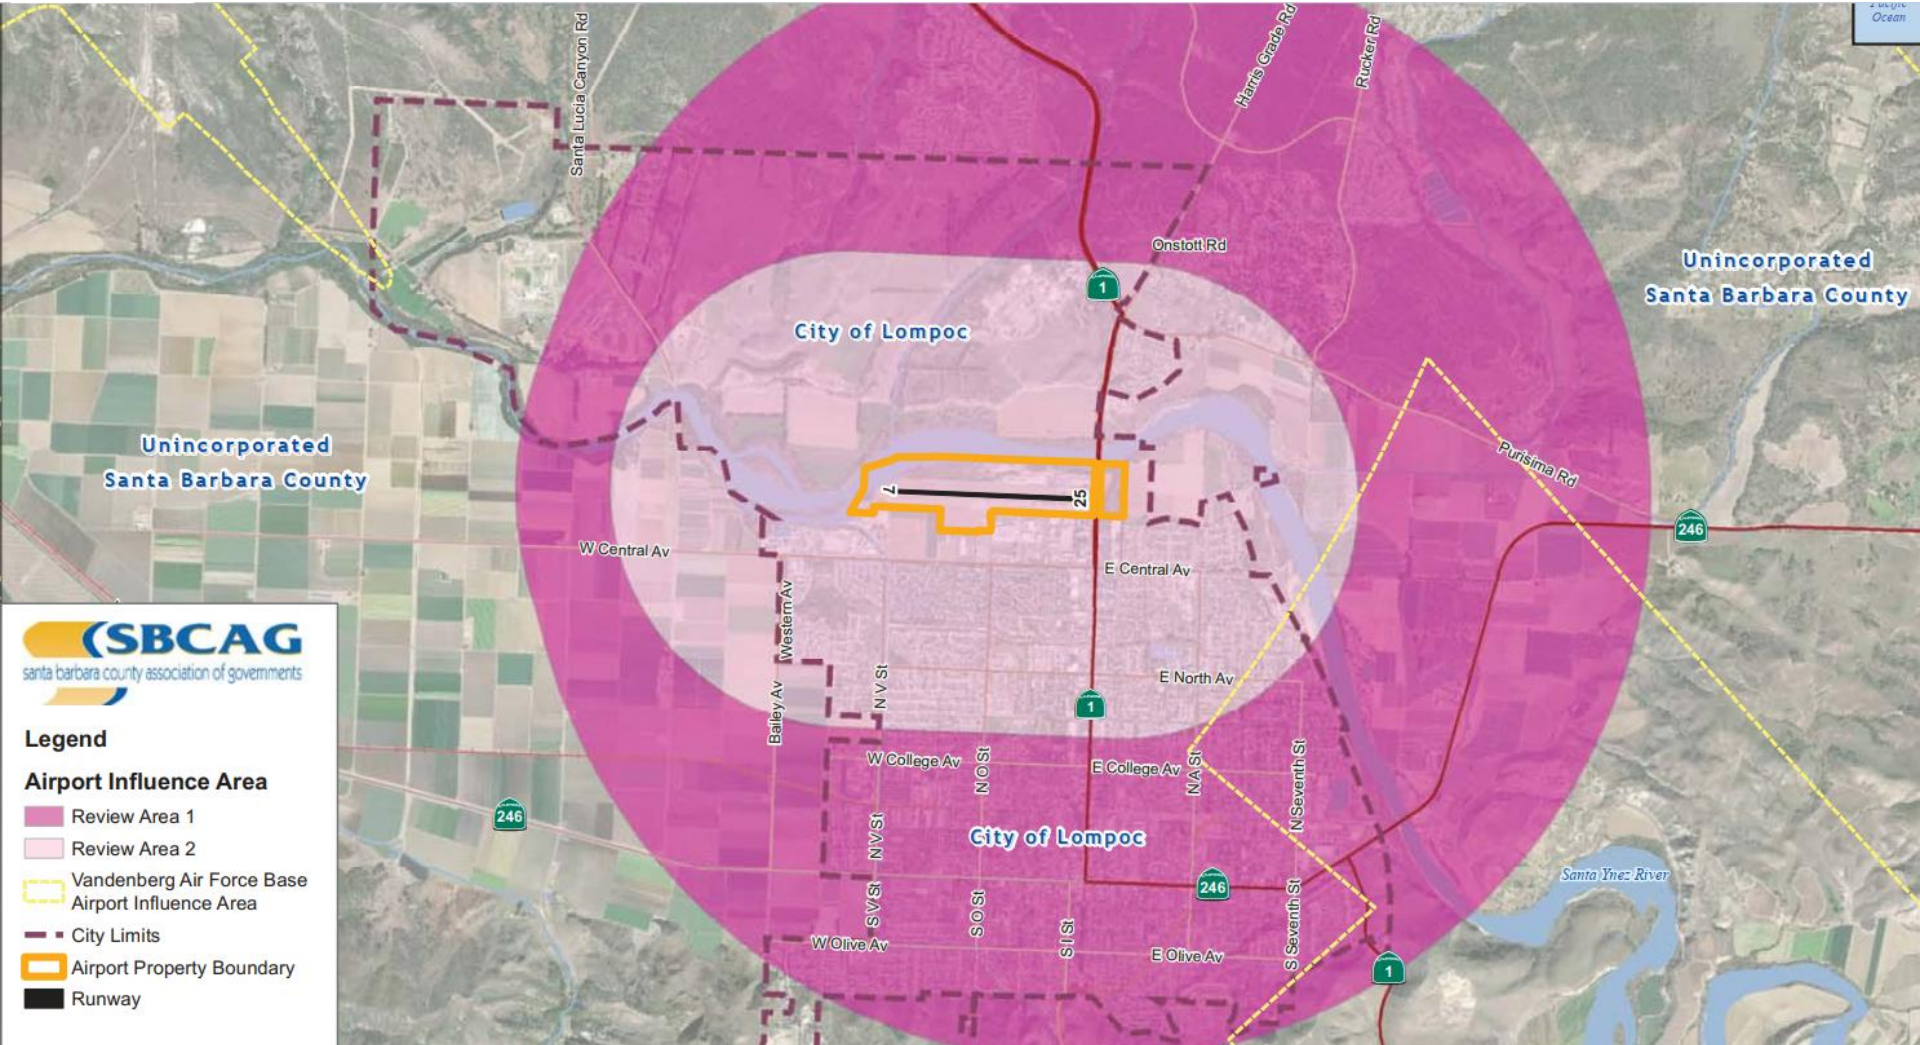 Pacific
Ocean
Santa Lucia Canyon Rd
Harris Grade Rd
Rucker Rd
Onstott Rd
1
Unincorporated
Santa Barbara County
City of Lompoc
Unincorporated
Santa Barbara County
Purisima Rd
7
25
246
W Central Av
E Central Av
Western Av
E North Av
N V St
Bailey Av
1
W College Av
N O St
E College Av
N A St
N Seventh St
246
N V St
City of Lompoc
Santa Ynez River
246
S V St
S O St
S I St
S Seventh St
W Olive Av
E Olive Av
1
SBCAG
santa barbara county association of governments
Legend
Airport Influence Area
Review Area 1
Review Area 2
Vandenberg Air Force Base
Airport Influence Area
City Limits
Airport Property Boundary
Runway